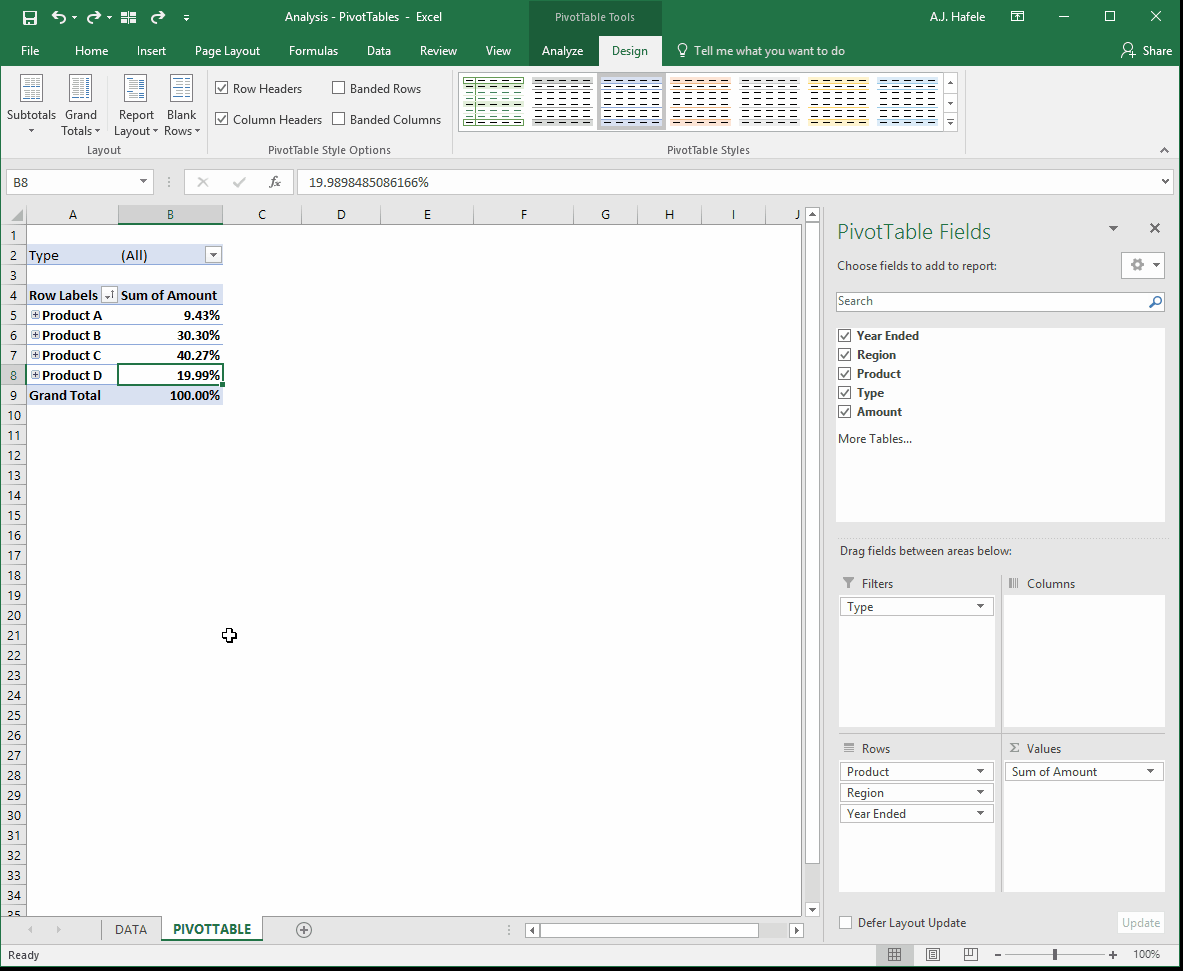 Analysis - PivotTables - Excel
PivotTable Tools
A.J. Hafele
File Home Insert Page Layout Formulas Data Review View Analyze Design Tell me what you want to do Share
Subtotals
Grand Totals
Report Layout
Blank Rows
Layout
Row Headers
Banded Rows
Column Headers
Banded Columns
PivotTable Style Options
PivotTable Styles
B8
fx
19.9898485086166%
A B C D E F G H I J
1
2 Type (All)
3
4 Row Labels Sum of Amount
5 Product A 9.43%
6 Product B 30.30%
7 Product C 40.27%
8 Product D 19.99%
9 Grand Total 100.00%
10
11
12
13
14
15
16
17
18
19
20
21
22
23
24
25
26
27
28
29
30
31
32
33
34
35
PivotTable Fields
Choose fields to add to report:
Search
Year Ended
Region
Product
Type
Amount
More Tables...
Drag fields between areas below:
Filters
Columns
Type
Rows
Σ Values
Product
Sum of Amount
Region
Year Ended
Defer Layout Update
Update
DATA
PIVOTTABLE
Ready
100%